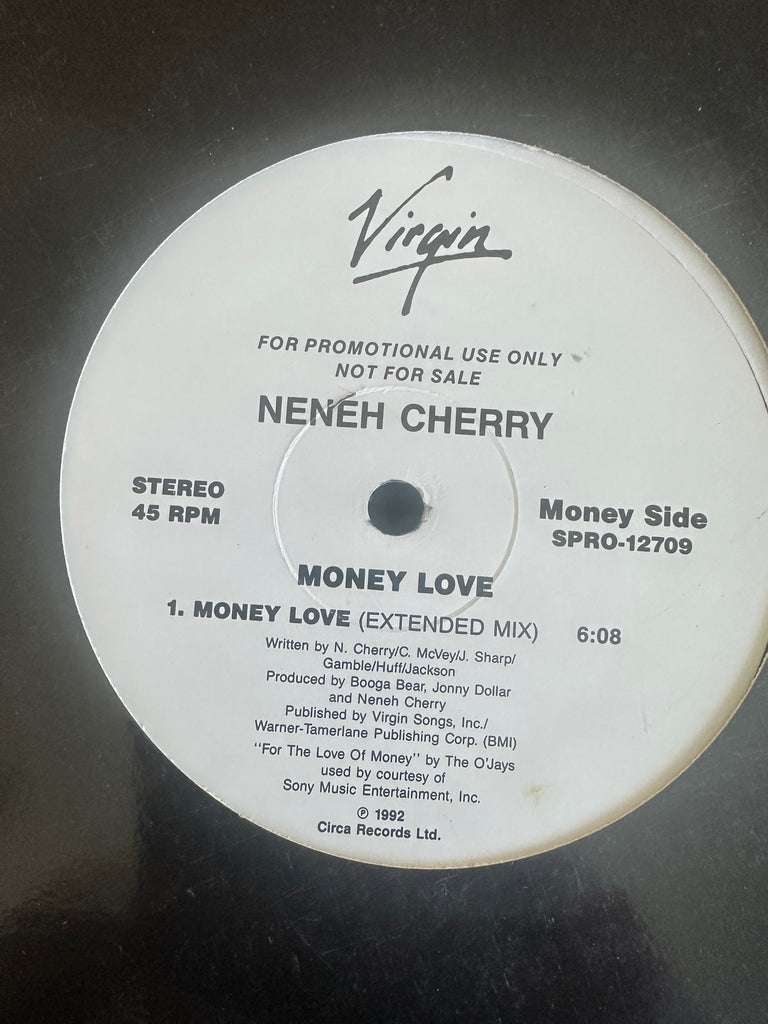 Virgin
FOR PROMOTIONAL USE ONLY
NOT FOR SALE
NENEH CHERRY
STEREO
45 RPM
Money Side
SPRO-12709
MONEY LOVE
1. MONEY LOVE (EXTENDED MIX) 6:08
Written by N. Cherry/C. McVey/J. Sharp/
Gamble/Huff/Jackson
Produced by Booga Bear, Jonny Dollar
and Neneh Cherry
Published by Virgin Songs, Inc./
Warner-Tamerlane Publishing Corp. (BMI)
"For The Love Of Money" by The O'Jays
used by courtesy of
Sony Music Entertainment, Inc.
℗ 1992
Circa Records Ltd.